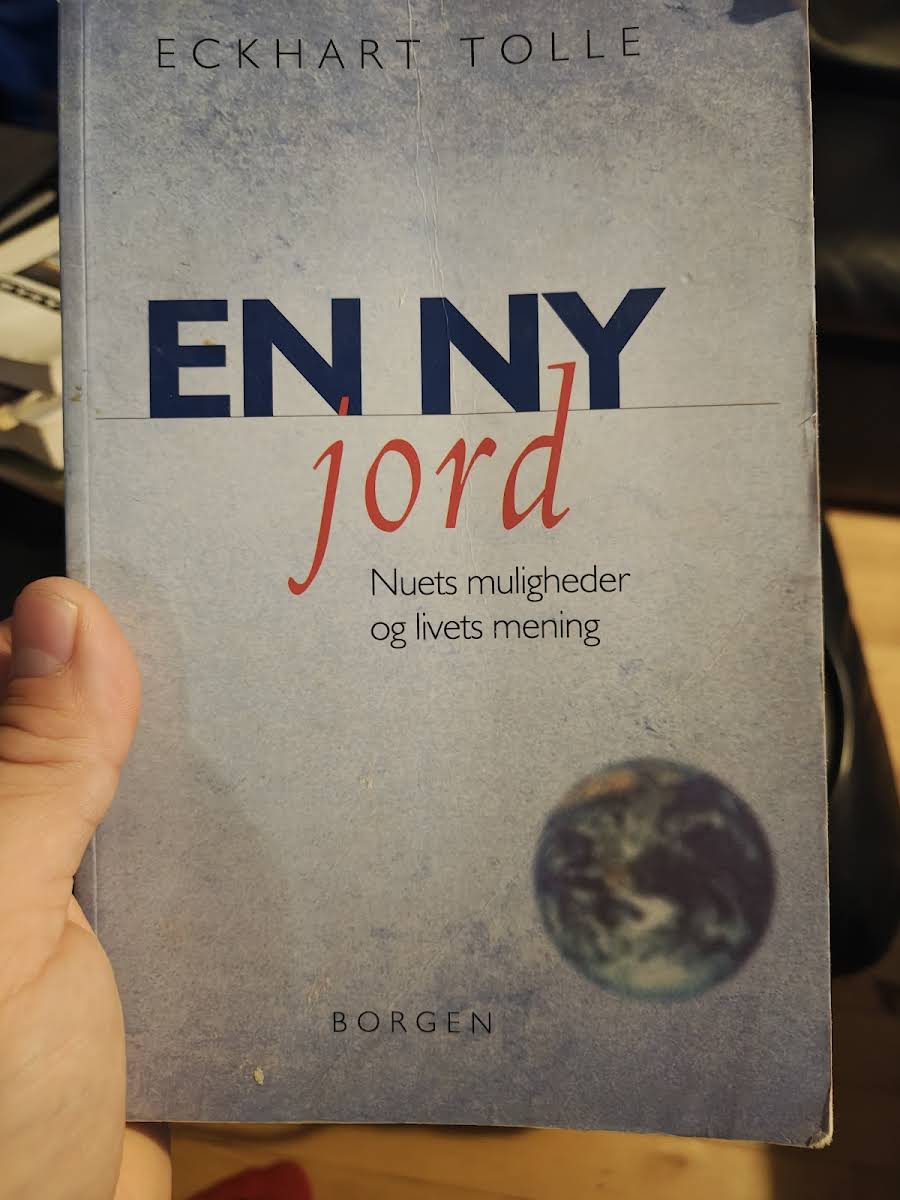 ECKHART TOLLE
EN NY
jord
Nuets muligheder
og livets mening
BORGEN